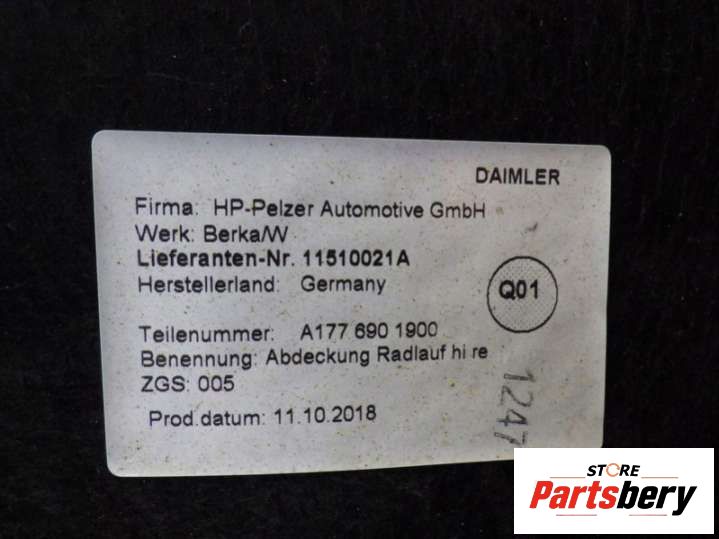 DAIMLER
Firma: HP-Pelzer Automotive GmbH
Werk: Berka/W
Lieferanten-Nr. 11510021A
Herstellerland: Germany
Q01
Teilenummer: A177 690 1900
Benennung: Abdeckung Radlauf hi re
ZGS: 005
Prod.datum: 11.10.2018
1247
STORE
Partsbery